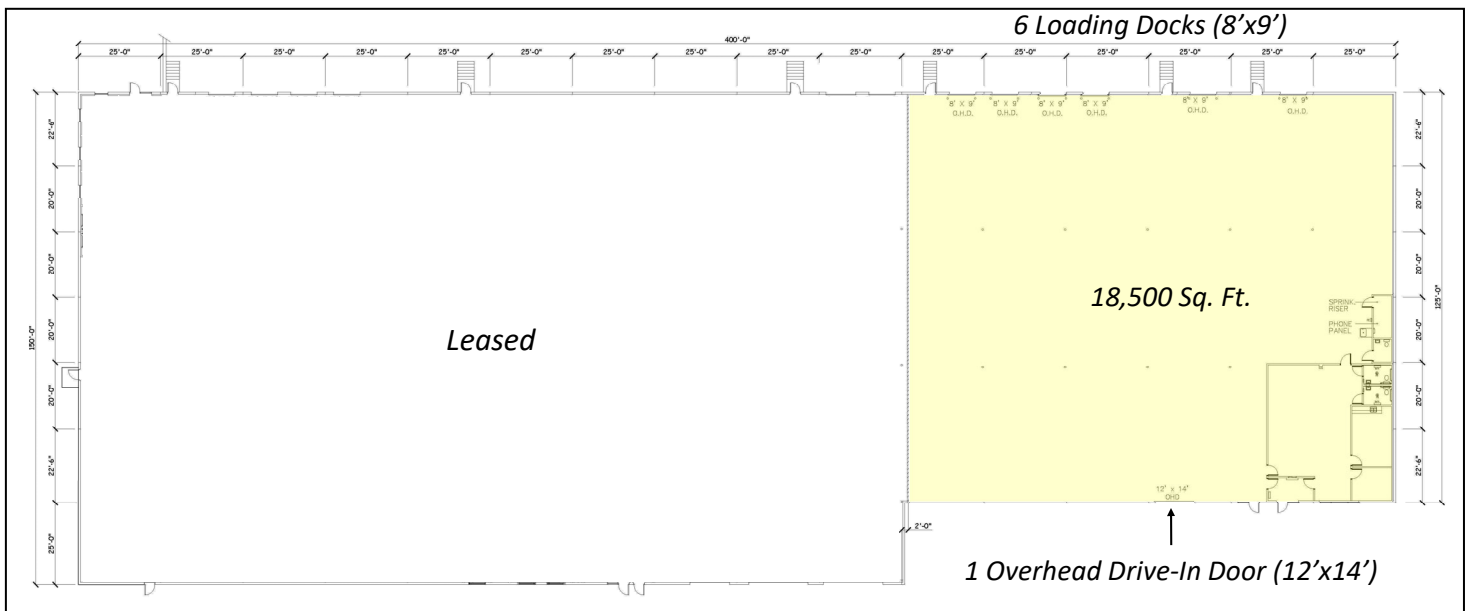 6 Loading Docks (8’x9’)
400'-0"
25'-0" 25'-0" 25'-0" 25'-0" 25'-0" 25'-0" 25'-0" 25'-0" 25'-0" 25'-0" 25'-0" 25'-0" 25'-0" 25'-0" 25'-0" 25'-0"
8' X 9' 8' X 9' 8' X 9' 8' X 9' 8' X 9' 8' X 9'
O.H.D. O.H.D. O.H.D. O.H.D. O.H.D. O.H.D.
150'-0"
22'-6"
20'-0"
20'-0"
20'-0"
20'-0"
22'-6"
25'-0"
Leased
18,500 Sq. Ft.
SPRINK.
RISER
PHONE
PANEL
22'-6"
20'-0"
20'-0"
20'-0"
20'-0"
22'-6"
125'-0"
12' x 14'
OHD
2'-0"
1 Overhead Drive-In Door (12’x14’)